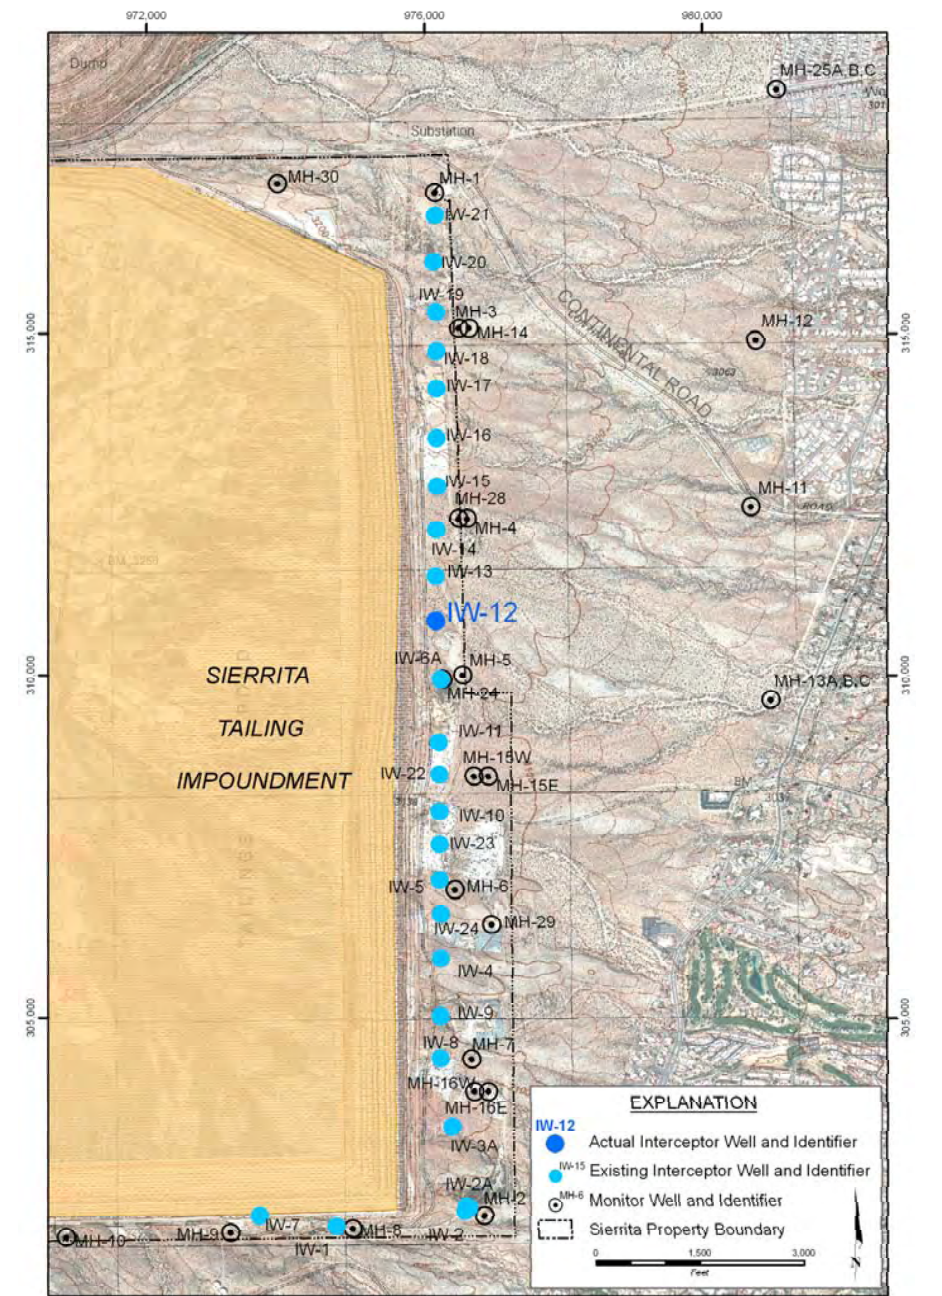 972,000 976,000 980,000
Dump
MH-25A,B,C
Substation
MH-30
MH-1
IW-21
IW-20
IW-19
MH-3
MH-14
CONTINENTAL ROAD
MH-12
315,000
315,000
IW-18
3063
IW-17
IW-16
IW-15
MH-28
MH-11
ROAD
MH-4
IW-14
BM 3258
IW-13
IW-12
IW-6A
MH-5
310,000
310,000
MH-24
MH-13A,B,C
SIERRITA
TAILING
IMPOUNDMENT
IW-11
MH-15W
IW-22
MH-15E
BM
3037
IW-10
IW-23
IW-5
MH-6
IW-24
MH-29
IW-4
305,000
305,000
IW-9
IW-8
MH-7
MH-16W
MH-16E
IW-3A
IW-2A
MH-2
IW-7
MH-10
MH-9
MH-8
IW-2
IW-1
EXPLANATION
IW-12
Actual Interceptor Well and Identifier
IW-15 Existing Interceptor Well and Identifier
MH-6 Monitor Well and Identifier
Sierrita Property Boundary
0 1,500 3,000
Feet
N